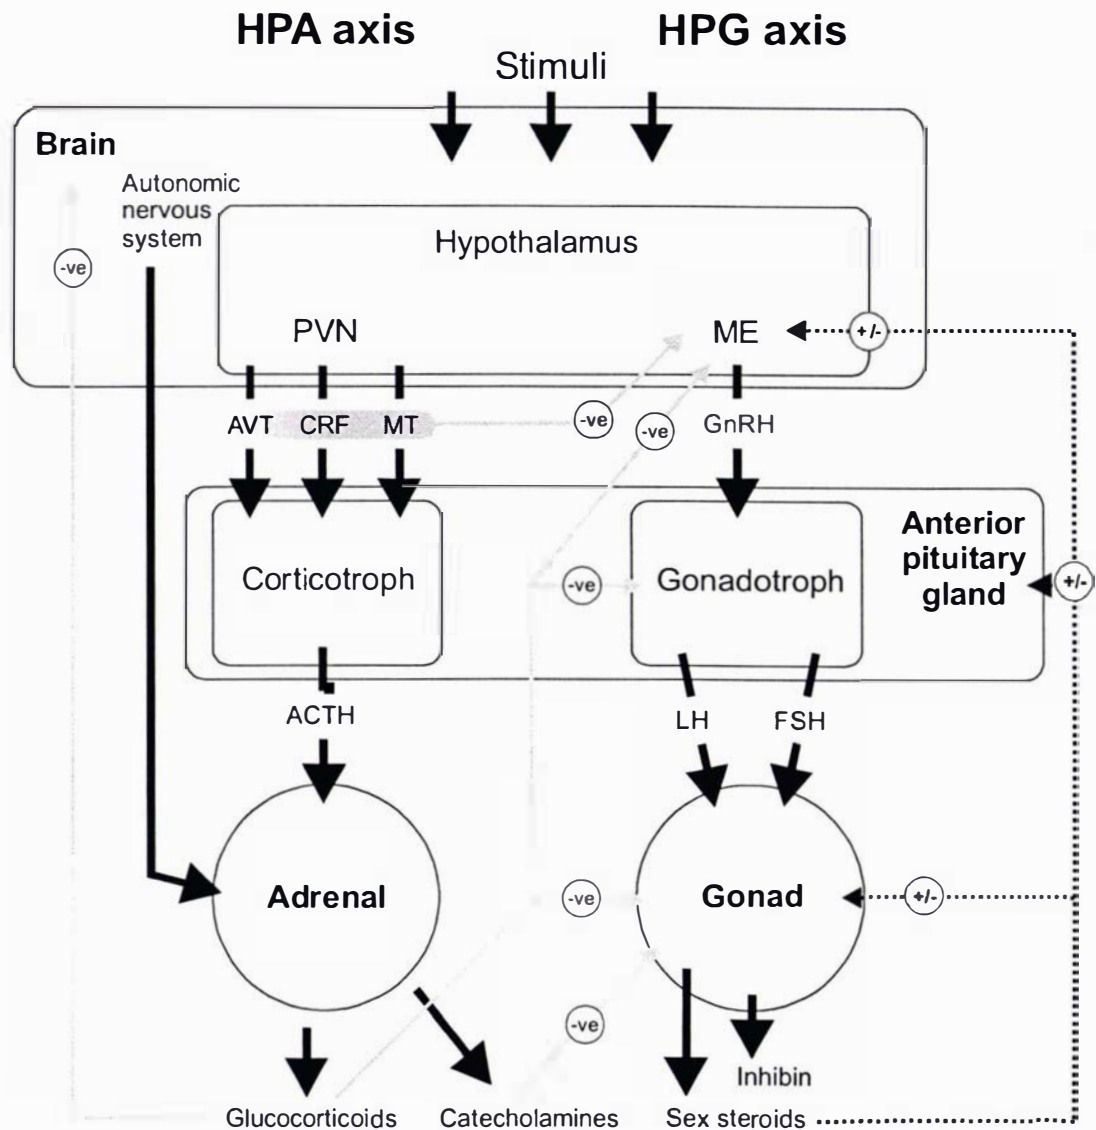 HPA axis
HPG axis
Stimuli
Brain
Autonomic
nervous
system
Hypothalamus
-ve
PVN
ME
+/-
AVT
CRF
MT
-ve
-ve
GnRH
Anterior
pituitary
gland
Corticotroph
-ve
Gonadotroph
+/-
ACTH
LH
FSH
Adrenal
-ve
Gonad
+/-
-ve
Inhibin
Glucocorticoids
Catecholamines
Sex steroids